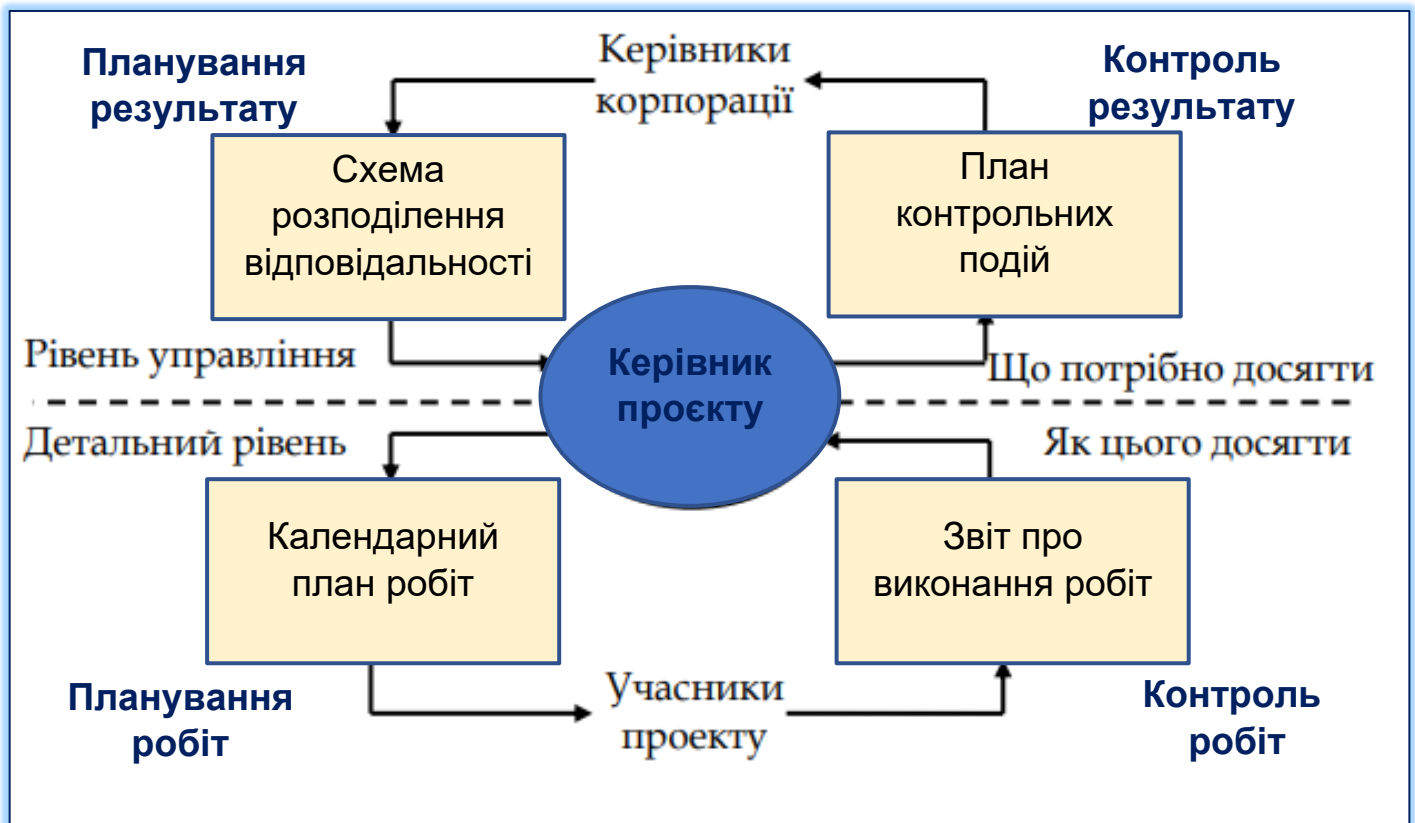 Планування
результату
Керівники
корпорації
Контроль
результату
Схема
розподілення
відповідальності
План
контрольних
подій
Рівень управління
Керівник
проєкту
Що потрібно досягти
Детальний рівень
Як цього досягти
Календарний
план робіт
Звіт про
виконання робіт
Планування
робіт
Учасники
проекту
Контроль
робіт